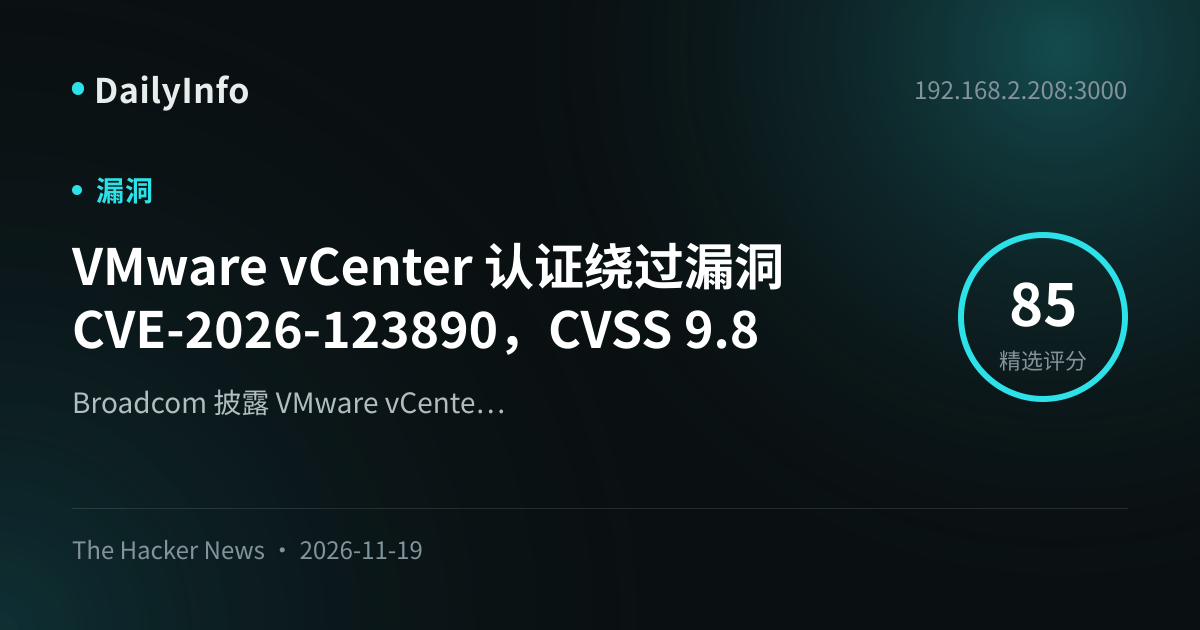 DailyInfo
192.168.2.208:3000
漏洞
VMware vCenter 认证绕过漏洞
CVE-2026-123890，CVSS 9.8
85
精选评分
Broadcom 披露 VMware vCente…
The Hacker News · 2026-11-19